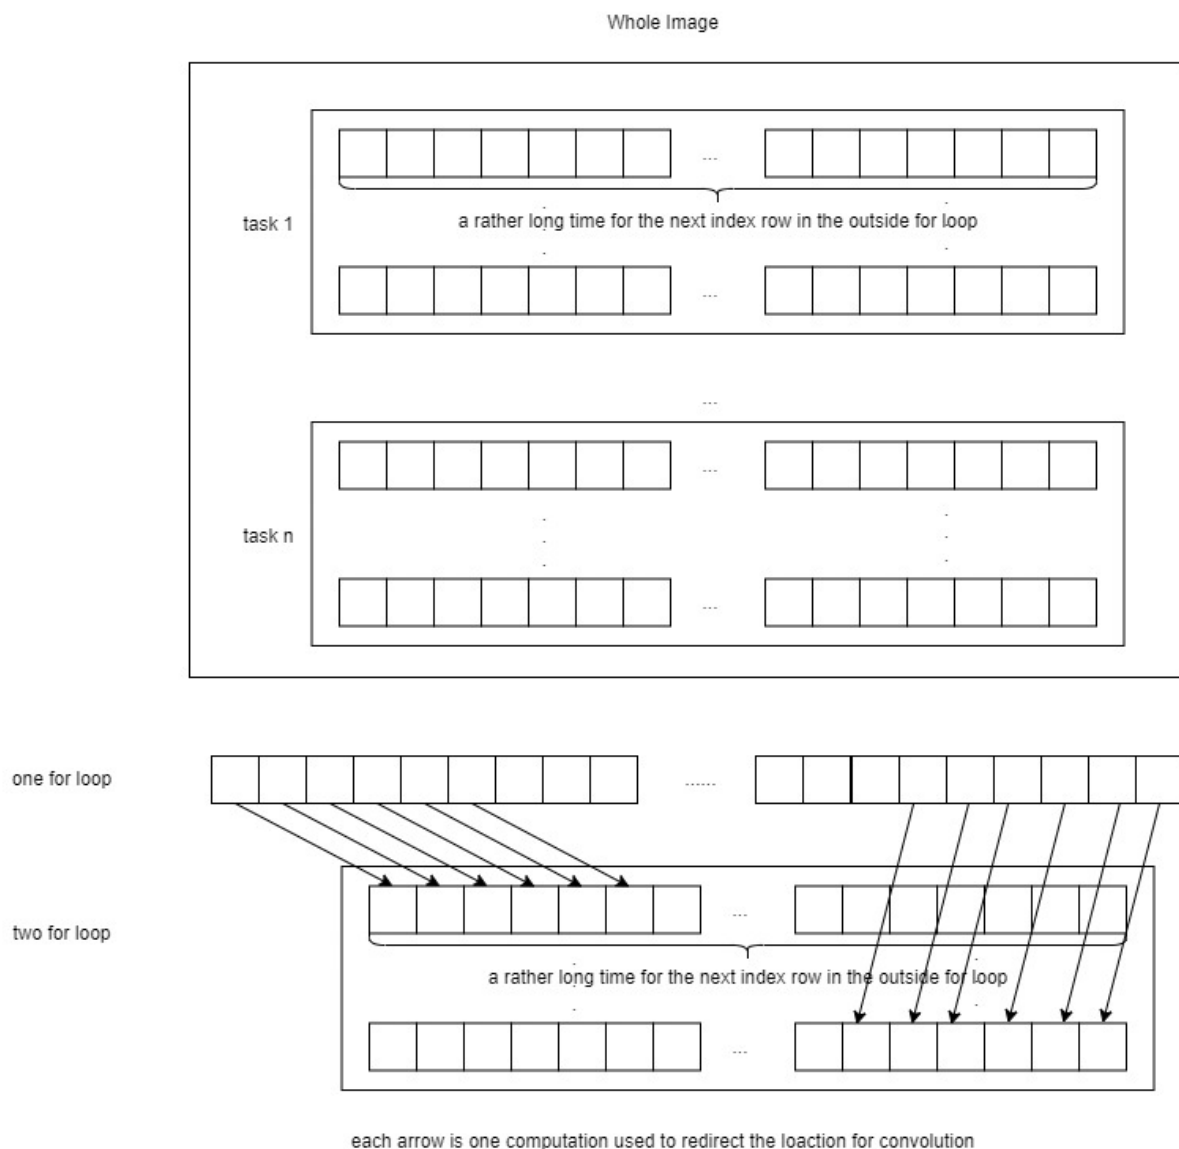 Whole Image
...
task 1
a rather long time for the next index row in the outside for loop
...
...
...
task n
...
one for loop
......
two for loop
...
a rather long time for the next index row in the outside for loop
...
each arrow is one computation used to redirect the loaction for convolution